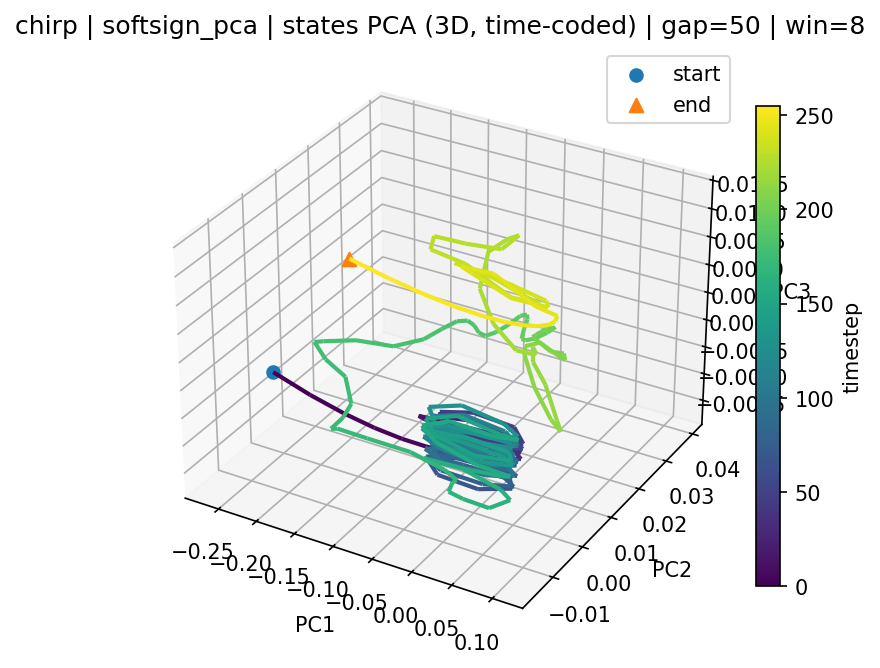 chirp | softsign_pca | states PCA (3D, time-coded) | gap=50 | win=8
start
end
250
200
150
100
50
0
timestep
PC3
0.04
0.03
0.02
0.01
0.00
−0.01
PC2
−0.25
−0.20
−0.15
−0.10
−0.05
0.00
0.05
0.10
PC1